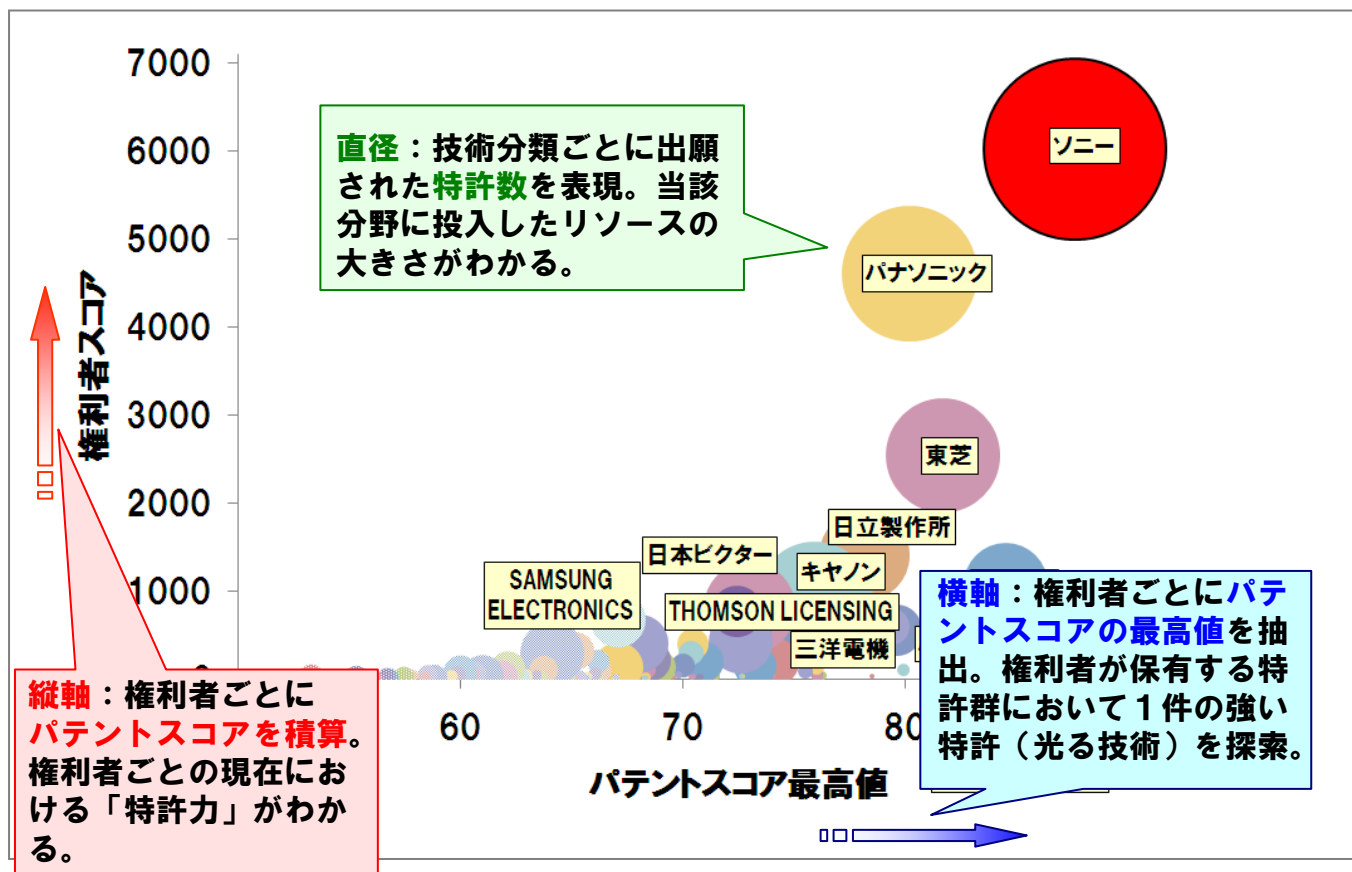 7000
6000
5000
4000
3000
2000
1000
権利者スコア
直径：技術分類ごとに出願
された特許数を表現。当該
分野に投入したリソースの
大きさがわかる。
ソニー
パナソニック
東芝
日立製作所
日本ビクター
キヤノン
SAMSUNG
ELECTRONICS
THOMSON LICENSING
三洋電機
横軸：権利者ごとにパテ
ントスコアの最高値を抽
出。権利者が保有する特
許群において１件の強い
特許（光る技術）を探索。
縦軸：権利者ごとに
パテントスコアを積算。
権利者ごとの現在にお
ける「特許力」がわか
る。
60
70
80
パテントスコア最高値